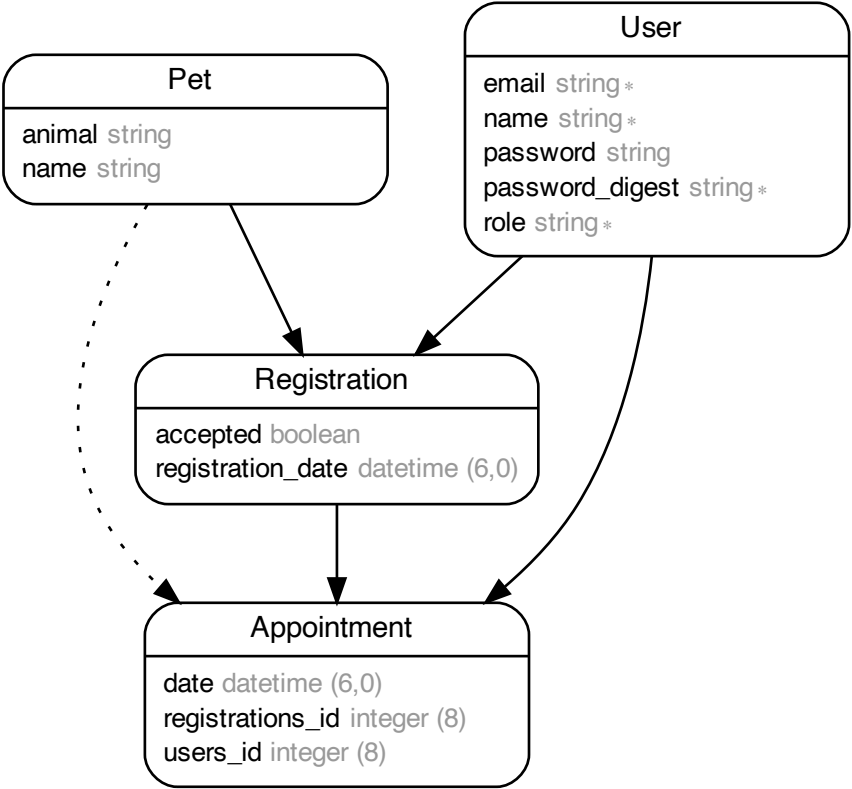 Pet
animal string
name string
User
email string *
name string *
password string
password_digest string *
role string *
Registration
accepted boolean
registration_date datetime (6,0)
Appointment
date datetime (6,0)
registrations_id integer (8)
users_id integer (8)